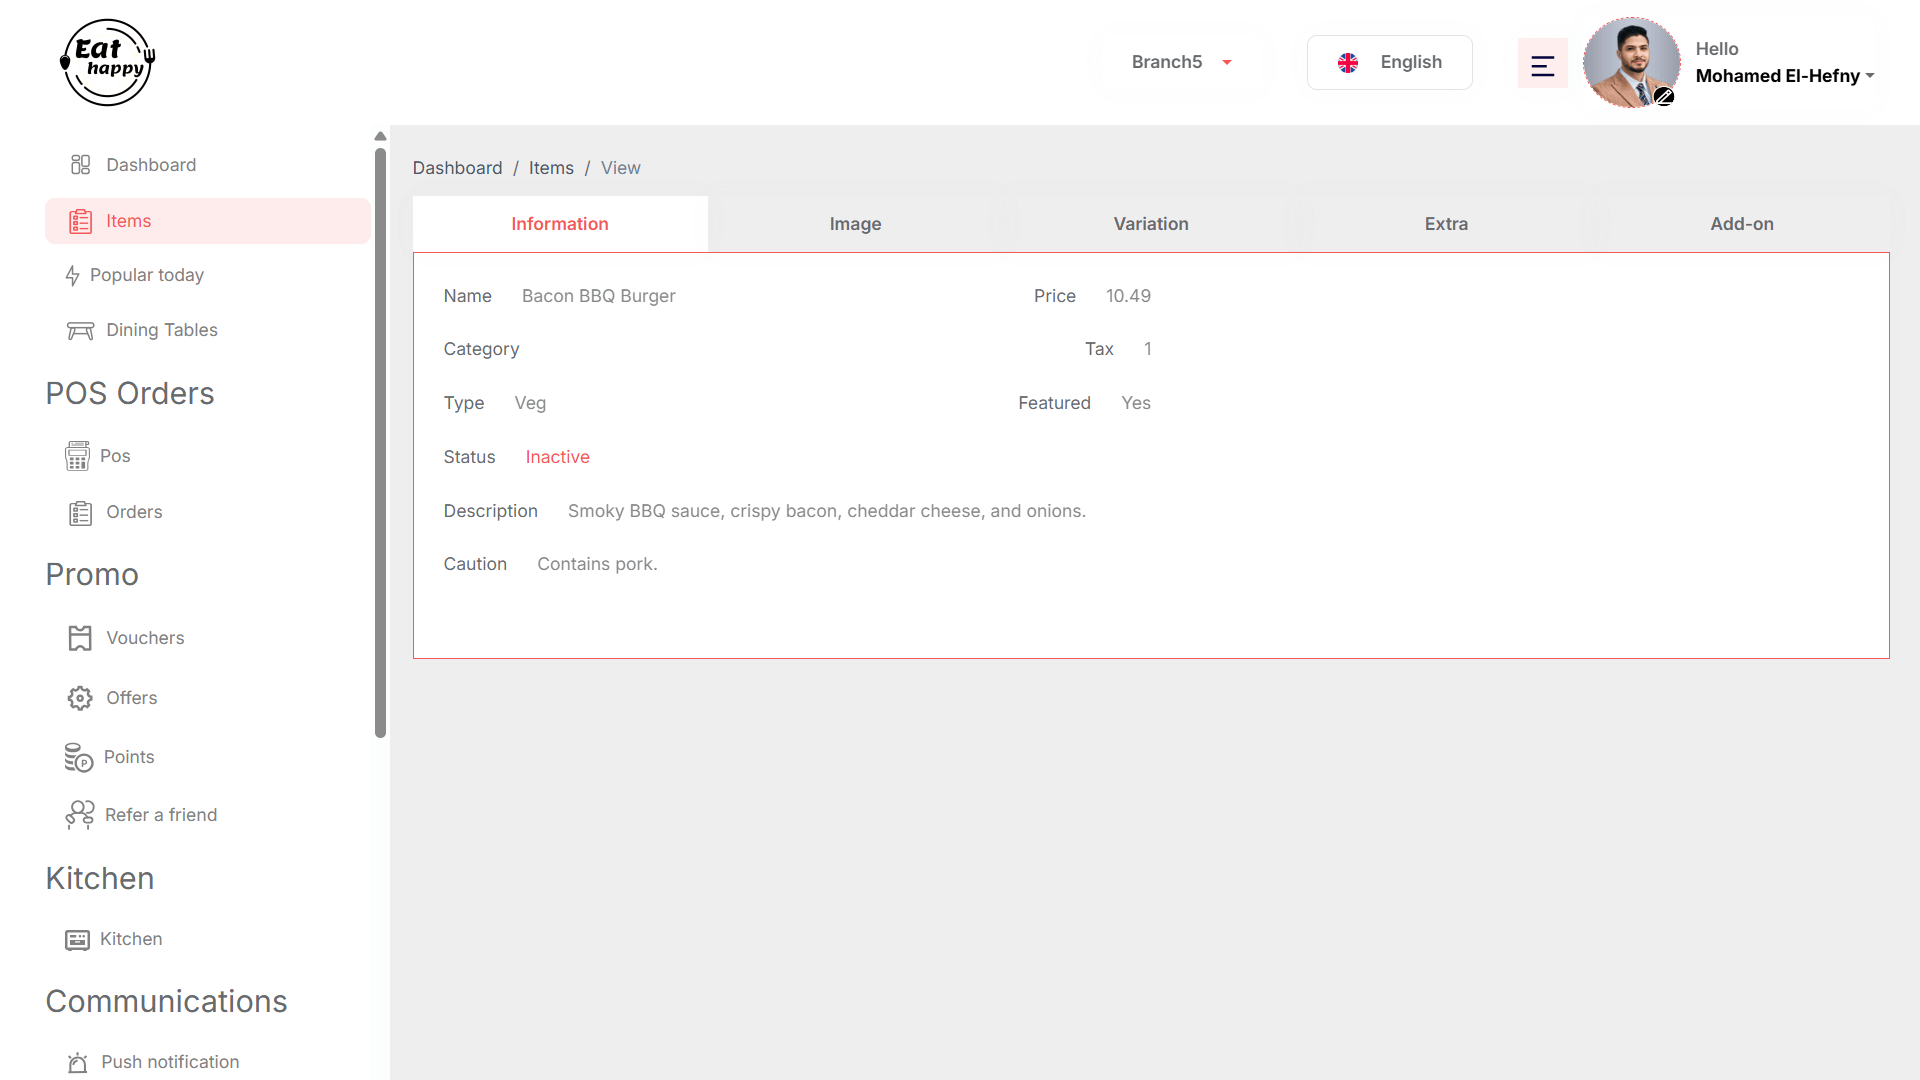 Eat
happy
Branch5
English
Hello
Mohamed El-Hefny
Dashboard
Items
Popular today
Dining Tables
POS Orders
Pos
Orders
Promo
Vouchers
Offers
Points
Refer a friend
Kitchen
Kitchen
Communications
Push notification
Dashboard / Items / View
Information Image Variation Extra Add-on
Name Bacon BBQ Burger Price 10.49
Category Tax 1
Type Veg Featured Yes
Status Inactive
Description Smoky BBQ sauce, crispy bacon, cheddar cheese, and onions.
Caution Contains pork.